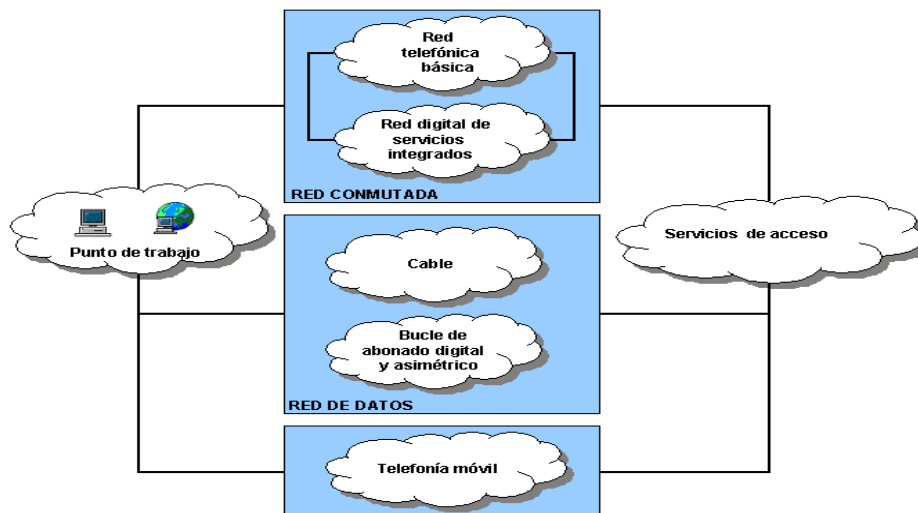 Red
telefónica
básica
Red digital de
servicios
integrados
RED CONMUTADA
Punto de trabajo
Servicios de acceso
Cable
Bucle de
abonado digital
y asimétrico
RED DE DATOS
Telefonía móvil